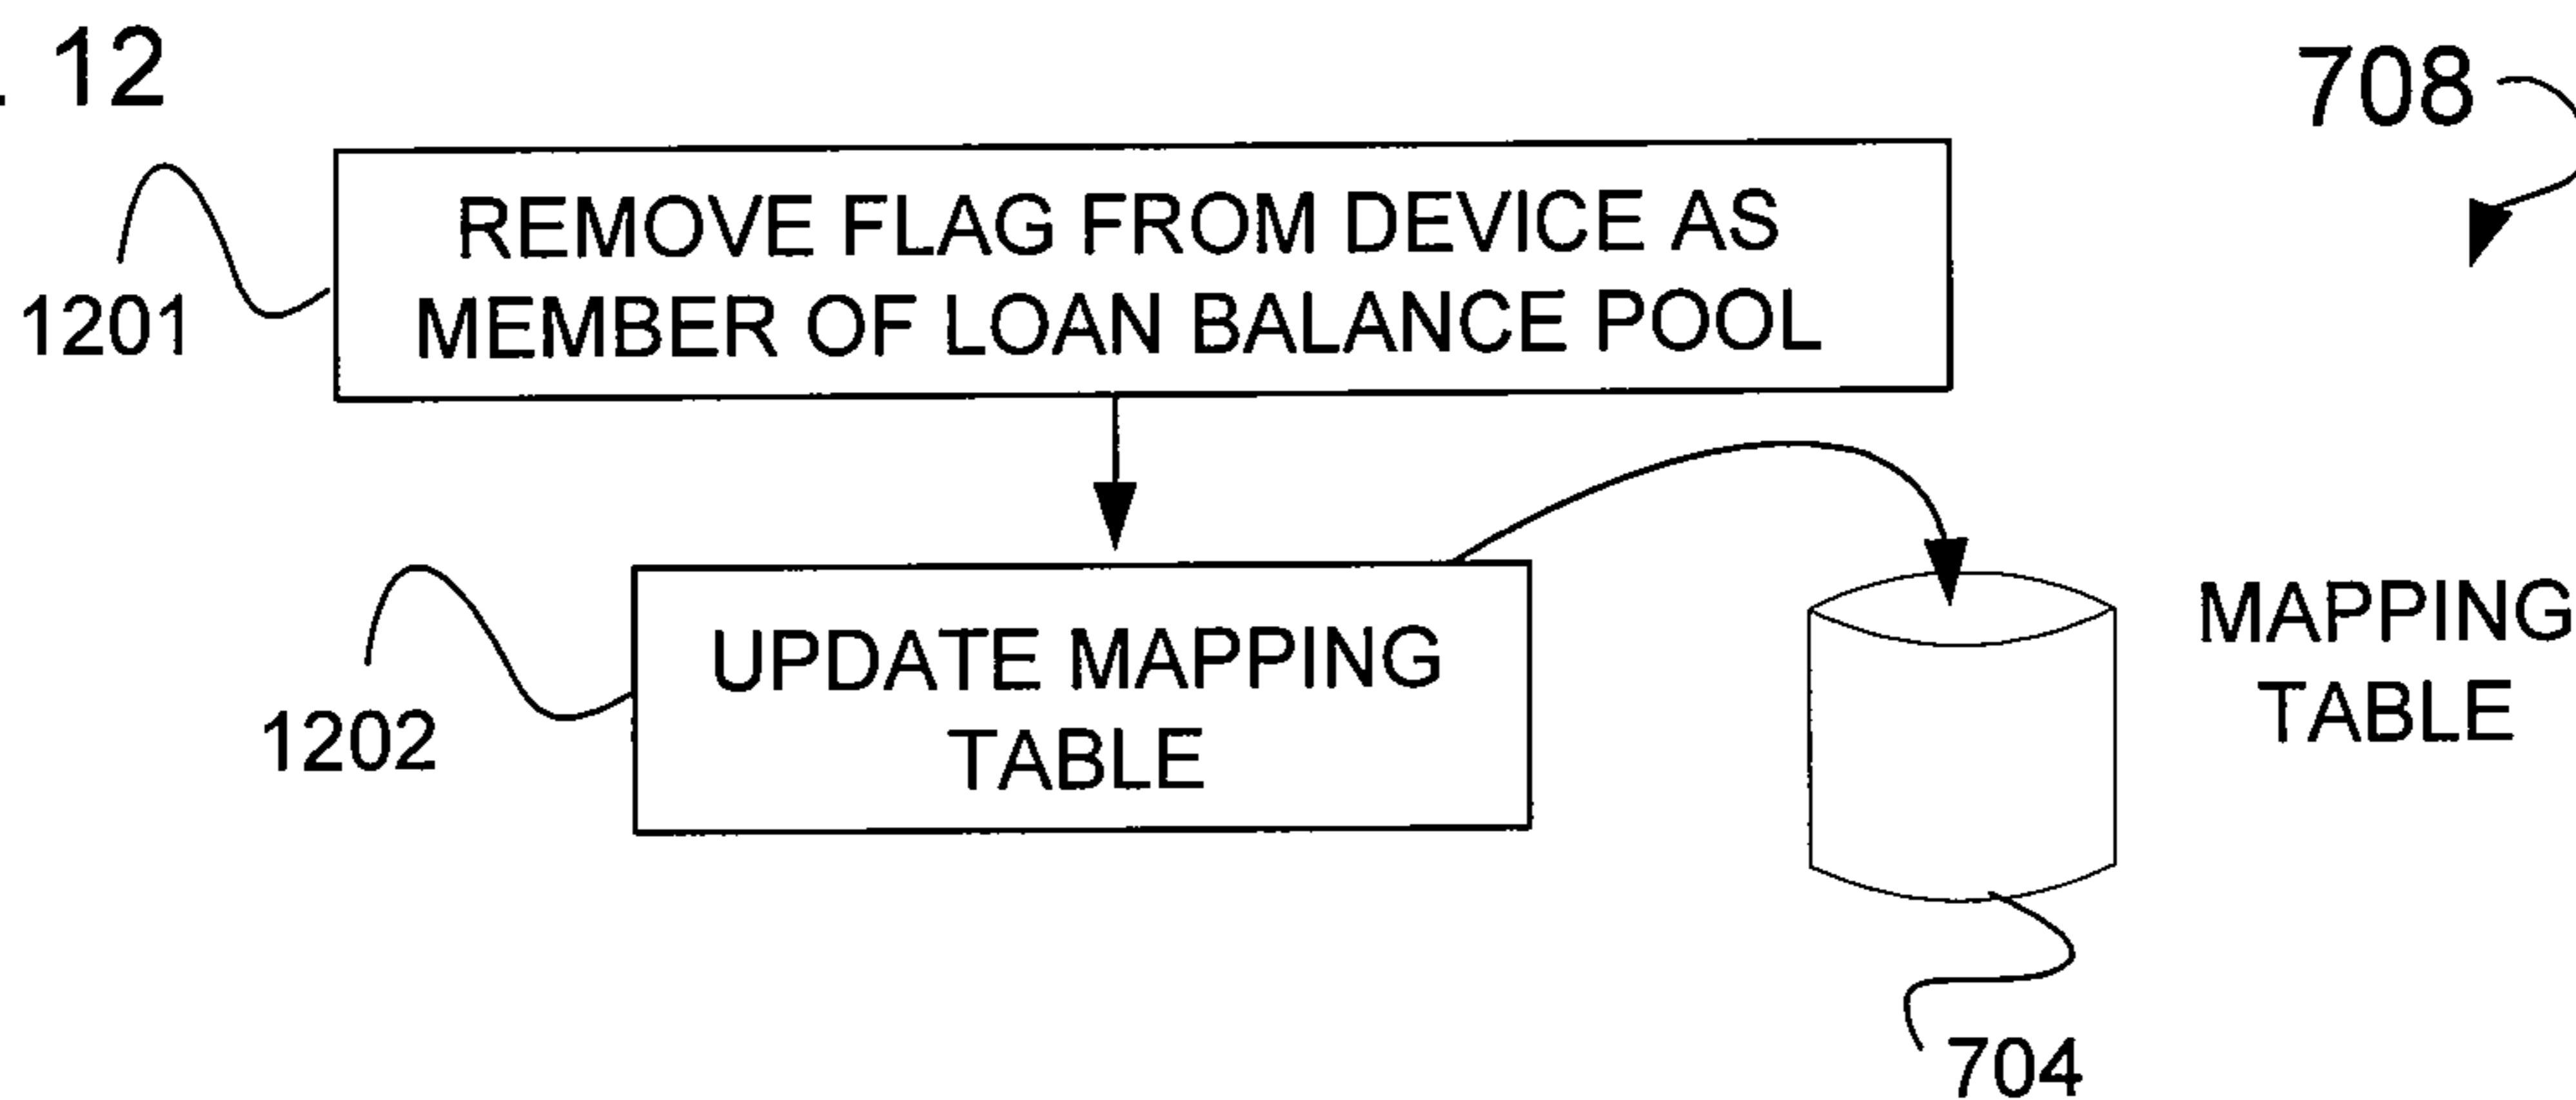 12
708
REMOVE FLAG FROM DEVICE AS
MEMBER OF LOAN BALANCE POOL
1201
UPDATE MAPPING
TABLE
1202
MAPPING
TABLE
704